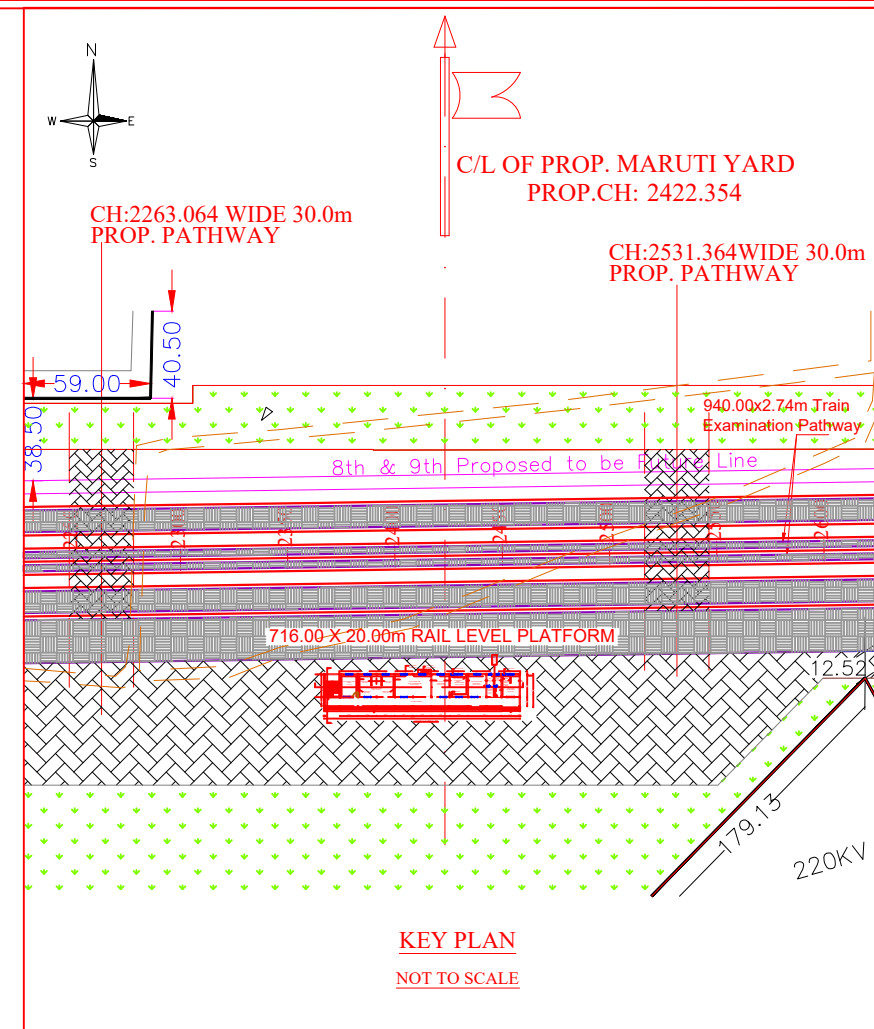 N
W
E
S
C/L OF PROP. MARUTI YARD
PROP.CH: 2422.354
CH:2263.064 WIDE 30.0m
PROP. PATHWAY
CH:2531.364WIDE 30.0m
PROP. PATHWAY
40.50
59.00
38.50
940.00x2.74m Train
Examination Pathway
8th & 9th Proposed to be Future Line
716.00 X 20.00m RAIL LEVEL PLATFORM
12.52
179.13
220KV
KEY PLAN
NOT TO SCALE